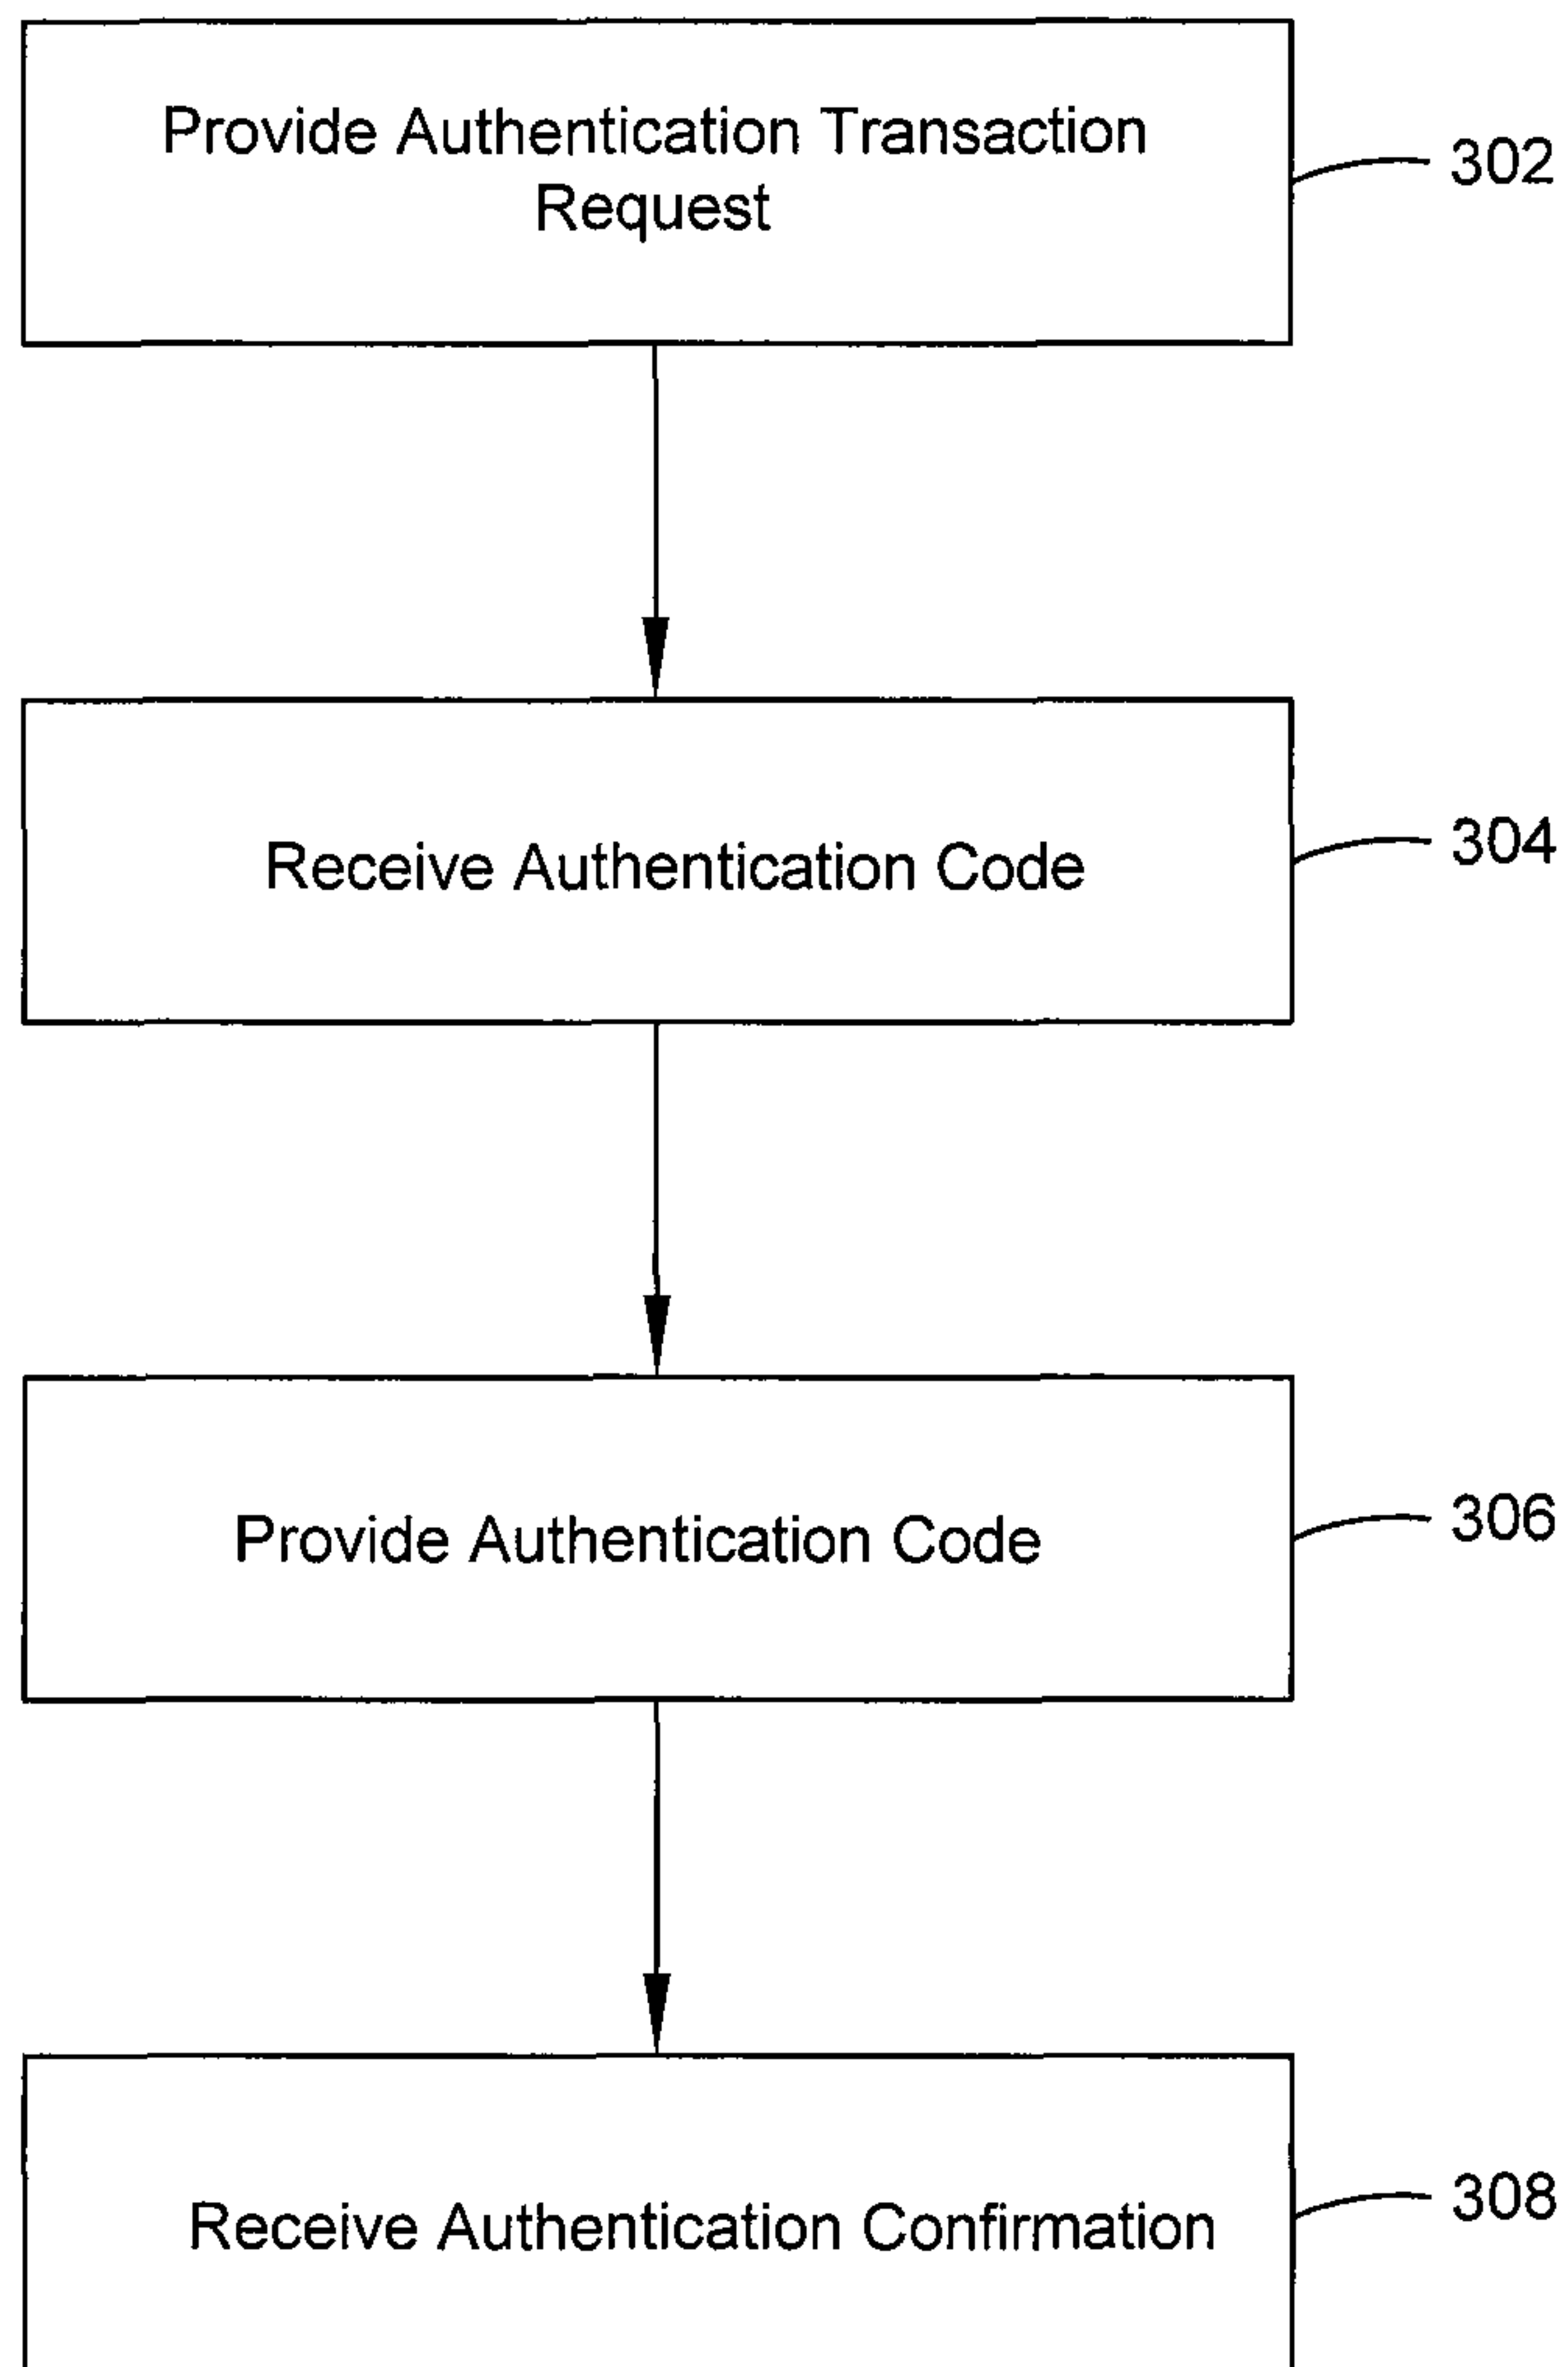 Provide Authentication Transaction
Request
302
Receive Authentication Code
304
Provide Authentication Code
306
Receive Authentication Confirmation
308